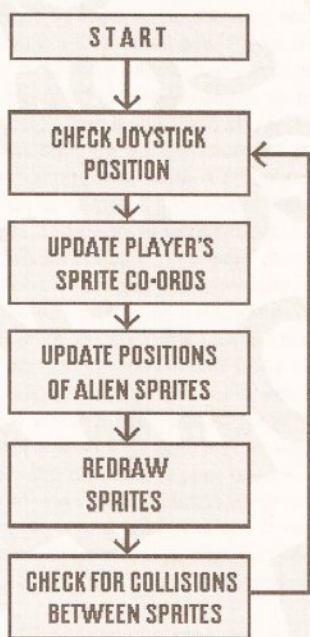 START
CHECK JOYSTICK
POSITION
UPDATE PLAYER'S
SPRITE CO-ORDS
UPDATE POSITIONS
OF ALIEN SPRITES
REDRAW
SPRITES
CHECK FOR COLLISIONS
BETWEEN SPRITES